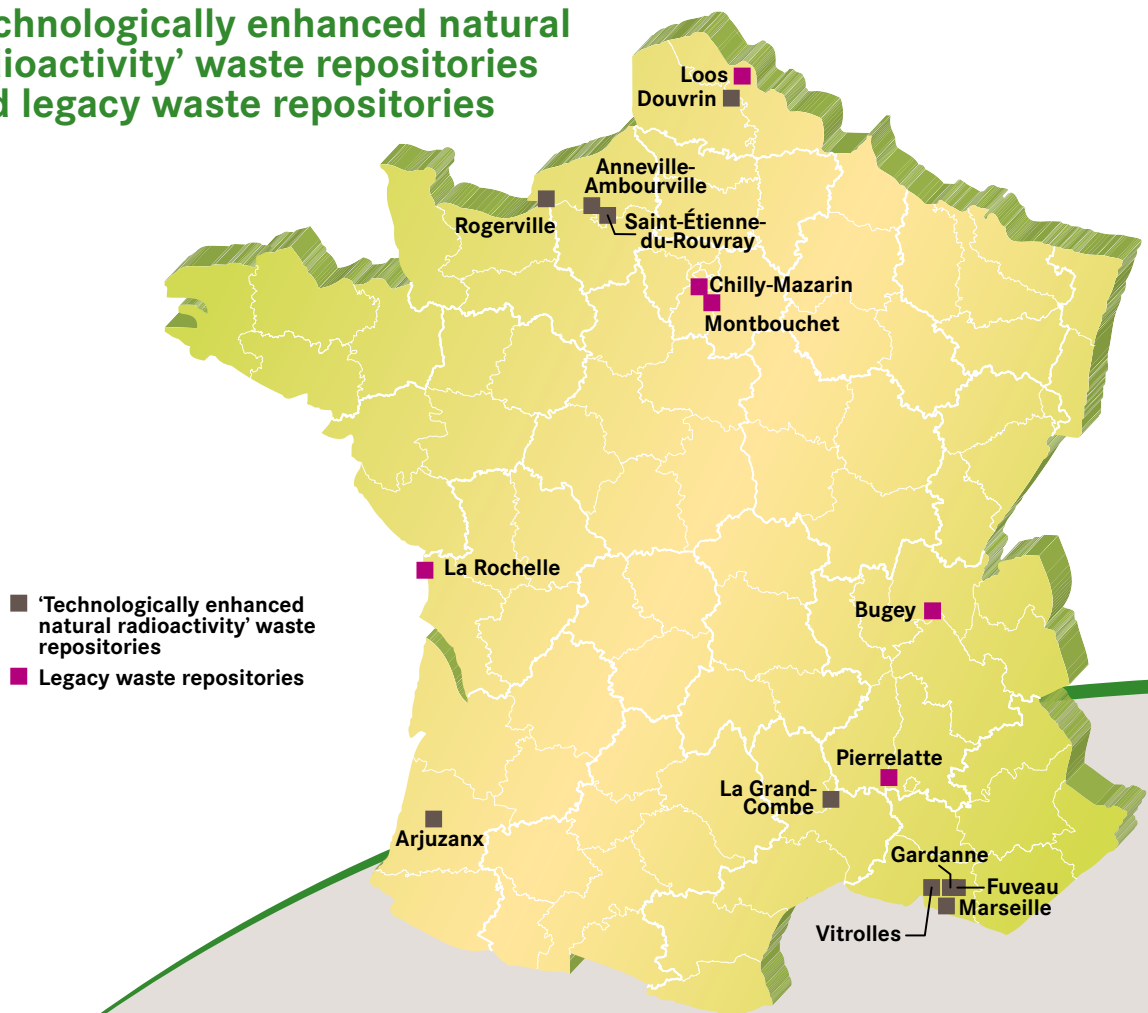 chnologically enhanced natural
dioactivity’ waste repositories
d legacy waste repositories
Loos
Douvrin
Anneville-
Ambourville
Rogerville
Saint-Étienne-
du-Rouvray
Chilly-Mazarin
Montbouchet
La Rochelle
‘Technologically enhanced
natural radioactivity’ waste
repositories
Legacy waste repositories
Bugey
Pierrelatte
La Grand-
Combe
Arjuzanx
Gardanne
Fuveau
Marseille
Vitrolles